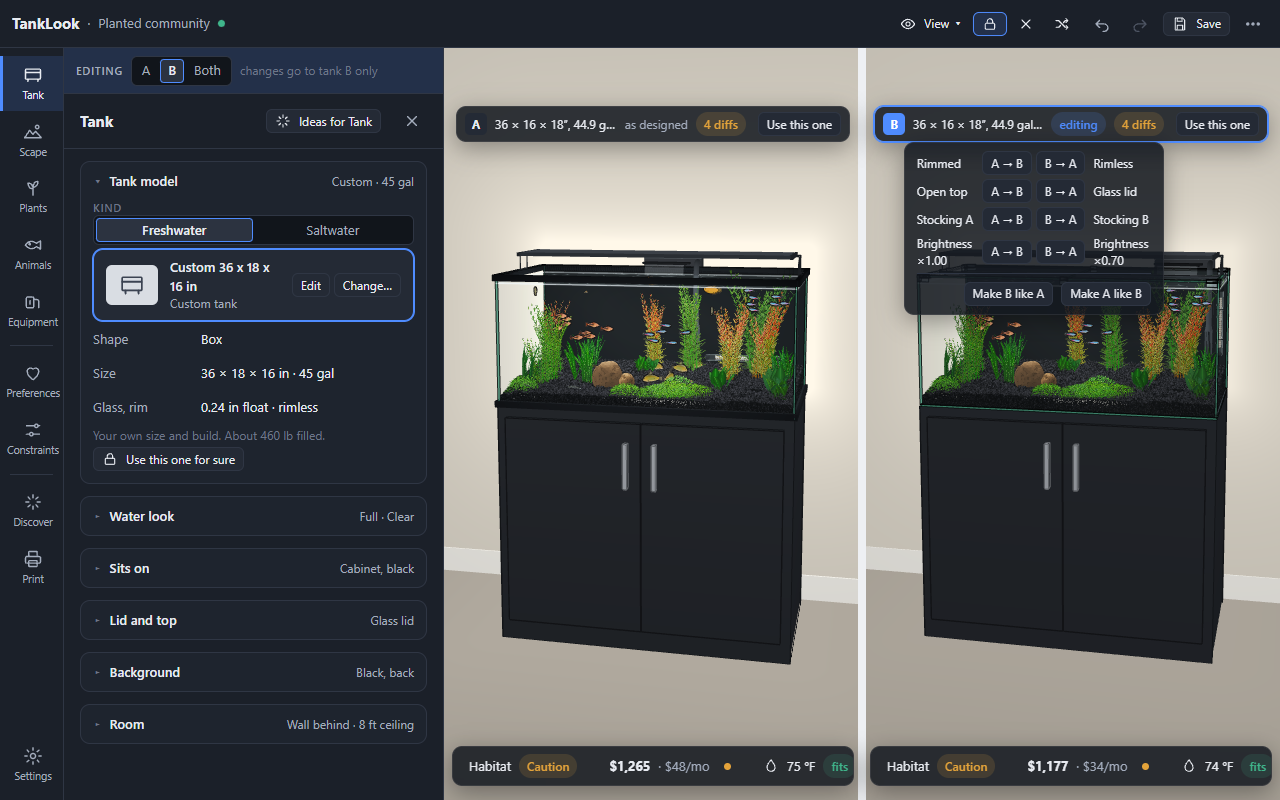 TankLook · Planted community
View
Save
EDITING A B Both changes go to tank B only
Tank
Scape
Plants
Animals
Equipment
Preferences
Constraints
Discover
Print
Settings
Tank
Ideas for Tank
Tank model
Custom · 45 gal
KIND
Freshwater
Saltwater
Custom 36 x 18 x
16 in
Custom tank
Edit
Change...
Shape Box
Size 36 × 18 × 16 in · 45 gal
Glass, rim 0.24 in float · rimless
Your own size and build. About 460 lb filled.
Use this one for sure
Water look Full · Clear
Sits on Cabinet, black
Lid and top Glass lid
Background Black, back
Room Wall behind · 8 ft ceiling
A 36 × 16 × 18″, 44.9 g... as designed 4 diffs Use this one
B 36 × 16 × 18″, 44.9 gal... editing 4 diffs Use this one
Rimmed A → B B → A Rimless
Open top A → B B → A Glass lid
Stocking A A → B B → A Stocking B
Brightness ×1.00 A → B B → A Brightness ×0.70
Make B like A Make A like B
Habitat Caution $1,265 · $48/mo 75 °F fits
Habitat Caution $1,177 · $34/mo 74 °F fits